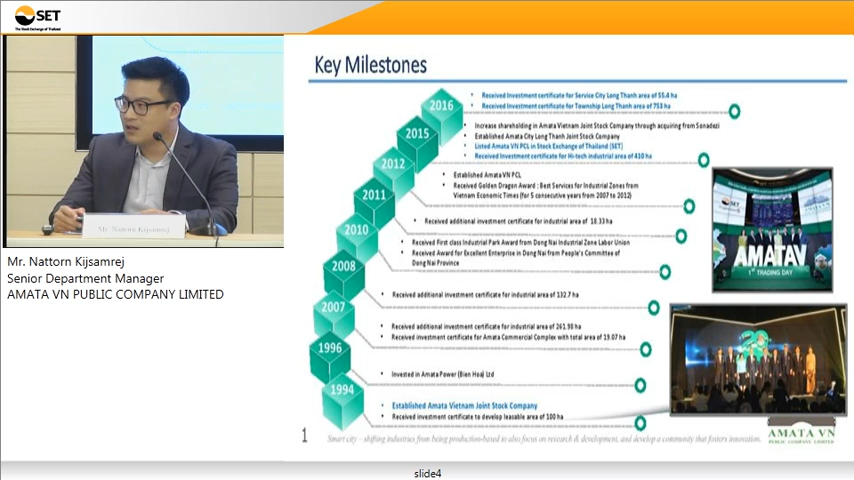 SET
The Stock Exchange of Thailand
Mr. Nattorn Kijsamrej
Mr. Nattorn Kijsamrej
Senior Department Manager
AMATA VN PUBLIC COMPANY LIMITED
Key Milestones
2016
• Received Investment certificate for Service City Long Thanh area of 55.4 ha
• Received Investment certificate for Township Long Thanh area of 753 ha
2015
• Increase shareholding in Amata Vietnam Joint Stock Company through acquiring from Sonadezi
• Established Amata City Long Thanh Joint Stock Company
• Listed Amata VN PCL in Stock Exchange of Thailand (SET)
• Received Investment certificate for Hi-tech industrial area of 410 ha
2012
• Established Amata VN PCL
• Received Golden Dragon Award : Best Services for Industrial Zones from
Vietnam Economic Times (for 5 consecutive years from 2007 to 2012)
2011
• Received additional investment certificate for industrial area of 18.33 ha
2010
• Received First class Industrial Park Award from Dong Nai Industrial Zone Labor Union
• Received Award for Excellent Enterprise in Dong Nai from People's Committee of
Dong Nai Province
2008
• Received additional investment certificate for industrial area of 132.7 ha
2007
• Received additional investment certificate for industrial area of 261.98 ha
• Received investment certificate for Amata Commercial Complex with total area of 19.07 ha
1996
• Invested in Amata Power (Bien Hoa) Ltd
1994
• Established Amata Vietnam Joint Stock Company
• Received investment certificate to develop leasable area of 100 ha
SET
AMATAV
1ST TRADING DAY
20
1
Smart city – shifting industries from being production-based to also focus on research & development, and develop a community that fosters innovation.
AMATA VN
PUBLIC COMPANY LIMITED
slide4